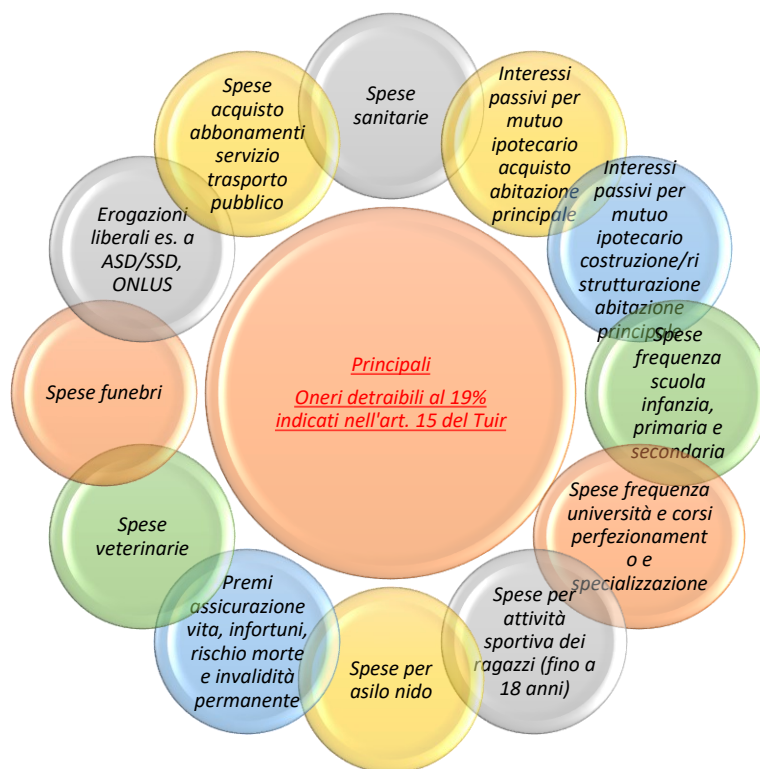 Principali
Oneri detraibili al 19%
indicati nell'art. 15 del Tuir
Spese
sanitarie
Interessi
passivi per
mutuo
ipotecario
acquisto
abitazione
principale
Interessi
passivi per
mutuo
ipotecario
costruzione/ri
strutturazione
abitazione
principale
Spese
frequenza
scuola
infanzia,
primaria e
secondaria
Spese frequenza
università e corsi
perfezionament
o e
specializzazione
Spese per
attività
sportiva dei
ragazzi (fino a
18 anni)
Spese per
asilo nido
Premi
assicurazione
vita, infortuni,
rischio morte
e invalidità
permanente
Spese
veterinarie
Spese funebri
Erogazioni
liberali es. a
ASD/SSD,
ONLUS
Spese
acquisto
abbonamenti
servizio
trasporto
pubblico